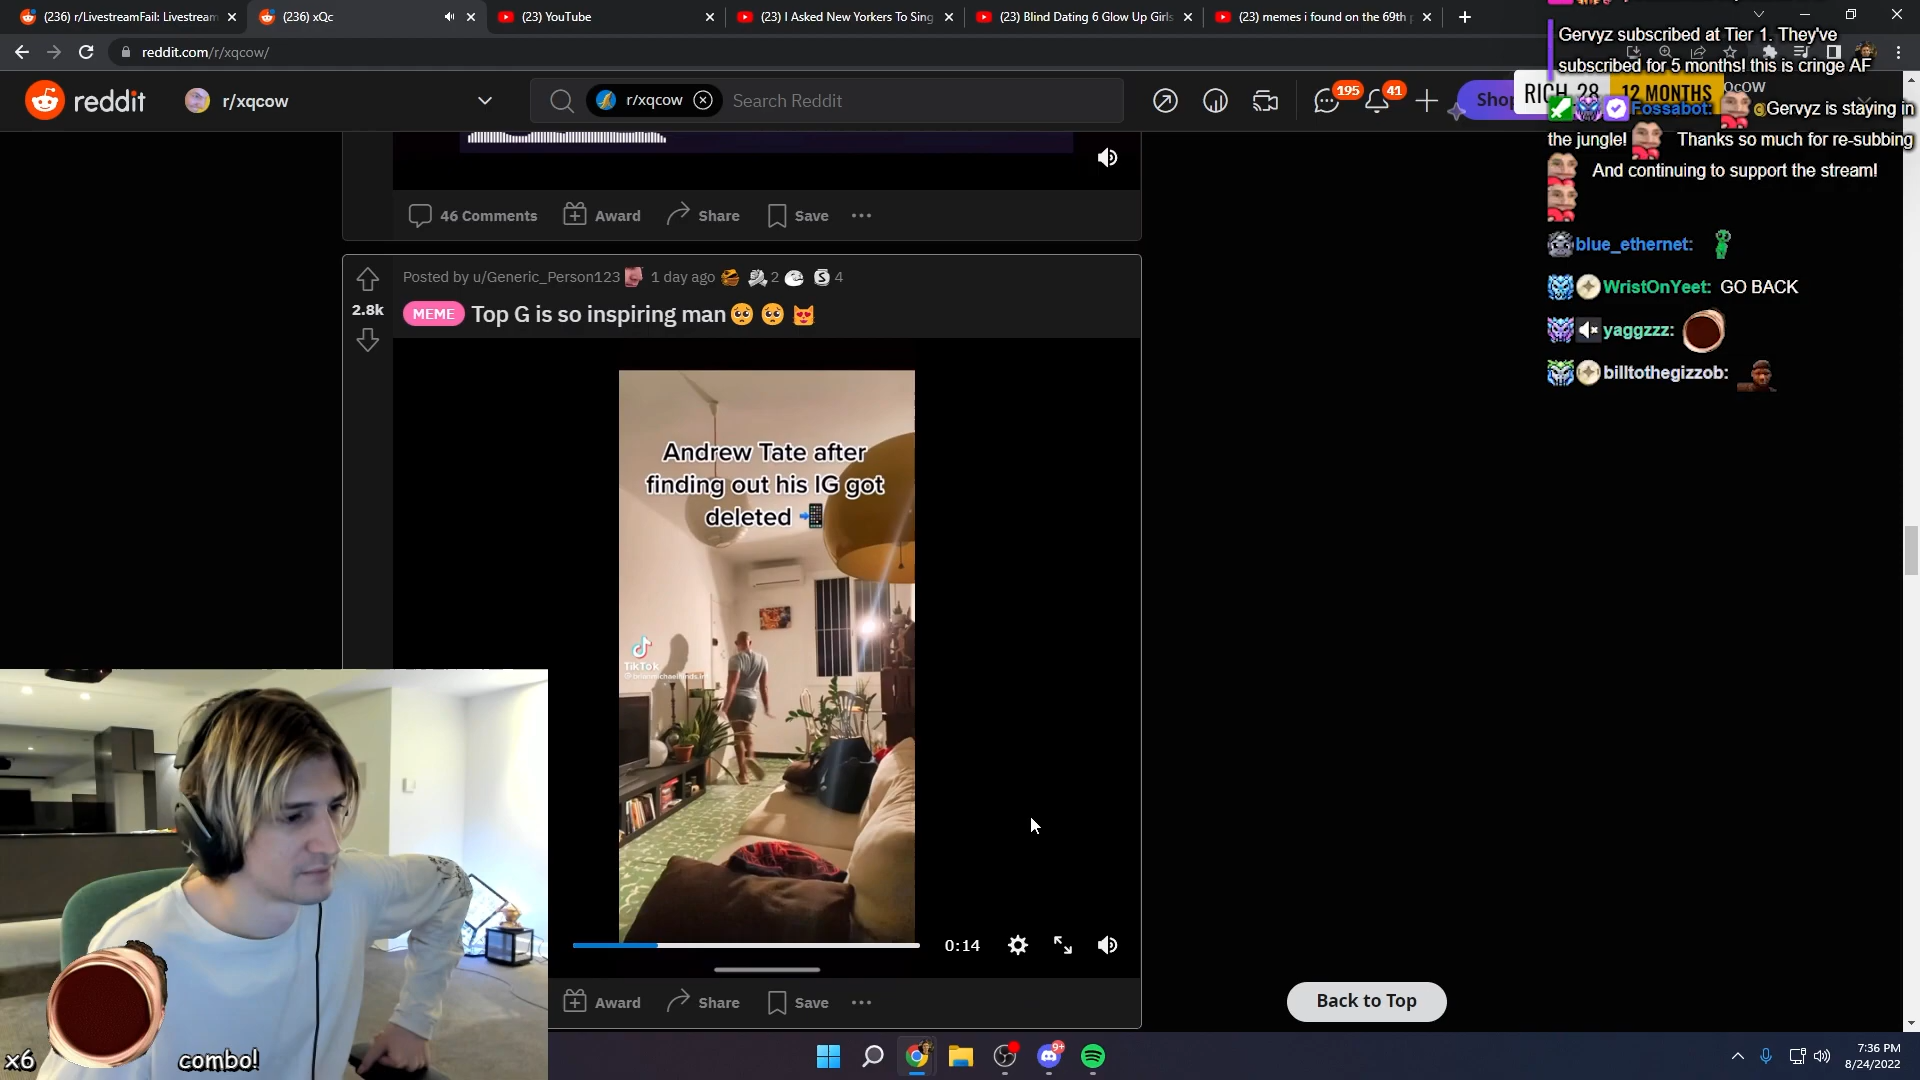 (236) r/LivestreamFail: Livestream
(236) xQc
(23) YouTube
(23) I Asked New Yorkers To Sing
(23) Blind Dating 6 Glow Up Girls
(23) memes i found on the 69th
reddit.com/r/xqcow/
reddit
r/xqcow
r/xqcow
Search Reddit
195
41
Shop
RICH 28
12 MONTHS
Gervyz subscribed at Tier 1. They've
subscribed for 5 months! this is cringe AF
Fossabot: Gervyz is staying in
the jungle! Thanks so much for re-subbing
And continuing to support the stream!
blue_ethernet:
WristOnYeet: GO BACK
yaggzzz:
billtothegizzob:
46 Comments
Award
Share
Save
Posted by u/Generic_Person123 1 day ago 2 4
2.8k
MEME Top G is so inspiring man🥺🥺😻
Andrew Tate after
finding out his IG got
deleted 📲
TikTok
0:14
Award
Share
Save
Back to Top
x6
combo!
9+
7:36 PM
8/24/2022